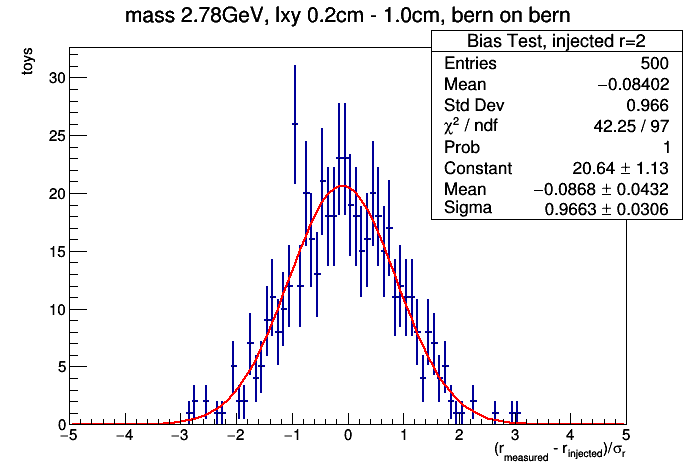 mass 2.78GeV, lxy 0.2cm - 1.0cm, bern on bern
toys
Bias Test, injected r=2
Entries 500
Mean −0.08402
Std Dev 0.966
χ² / ndf 42.25 / 97
Prob 1
Constant 20.64 ± 1.13
Mean −0.0868 ± 0.0432
Sigma 0.9663 ± 0.0306
30
25
20
15
10
5
0
−5 −4 −3 −2 −1 0 1 2 3 4 5
(r_measured - r_injected)/σ_r